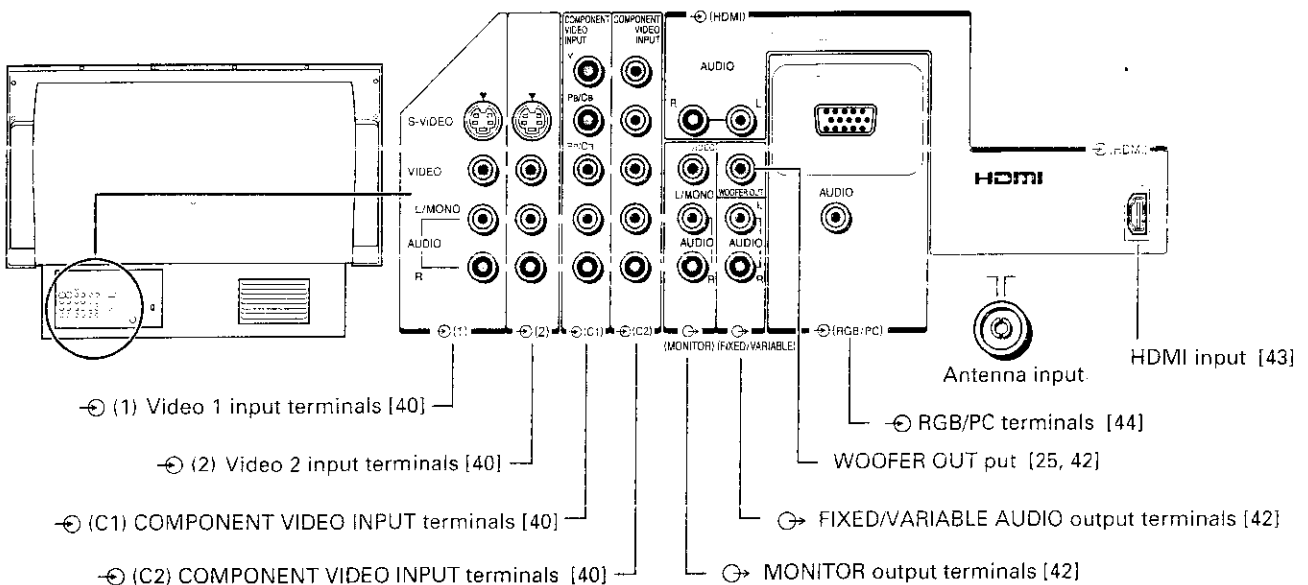 COMPONENT VIDEO INPUT
COMPONENT VIDEO INPUT
(HDMI)
AUDIO
R
L
Y
PB/CB
PR/CR
S-VIDEO
VIDEO
L/MONO
AUDIO
R
VIDEO
L/MONO
AUDIO
R
WOOFER OUT
L
AUDIO
R
AUDIO
(HDMI)
HDMI
(1)
(2)
(C1)
(C2)
(MONITOR)
(FIXED/VARIABLE)
(RGB/PC)
Antenna input
HDMI input [43]
(1) Video 1 input terminals [40]
RGB/PC terminals [44]
(2) Video 2 input terminals [40]
WOOFER OUT put [25, 42]
(C1) COMPONENT VIDEO INPUT terminals [40]
FIXED/VARIABLE AUDIO output terminals [42]
(C2) COMPONENT VIDEO INPUT terminals [40]
MONITOR output terminals [42]